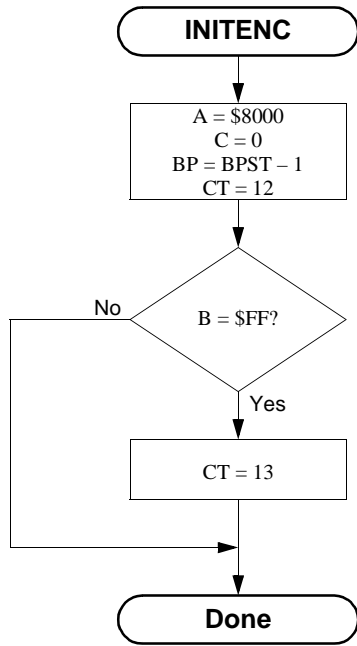 INITENC
A = $8000
C = 0
BP = BPST – 1
CT = 12
No
B = $FF?
Yes
CT = 13
Done